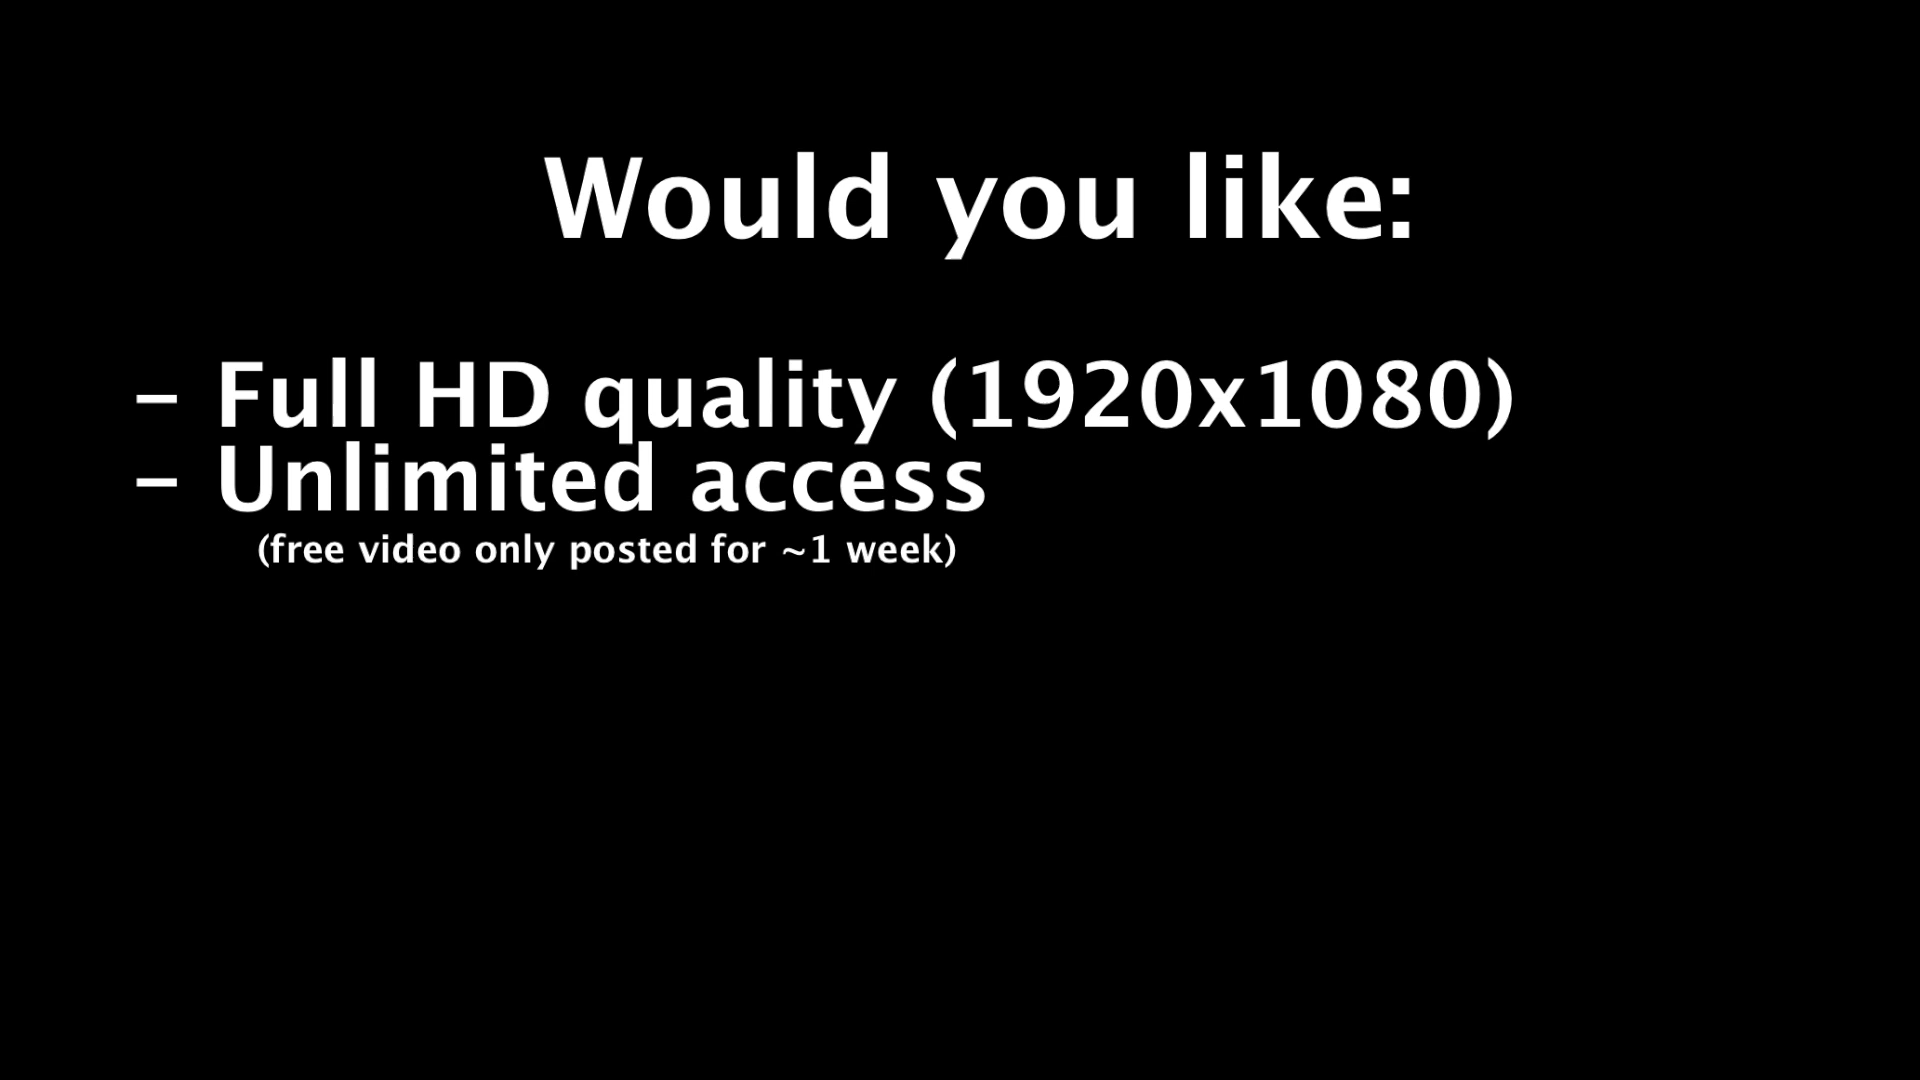 Would you like:
- Full HD quality (1920x1080)
- Unlimited access
(free video only posted for ~1 week)